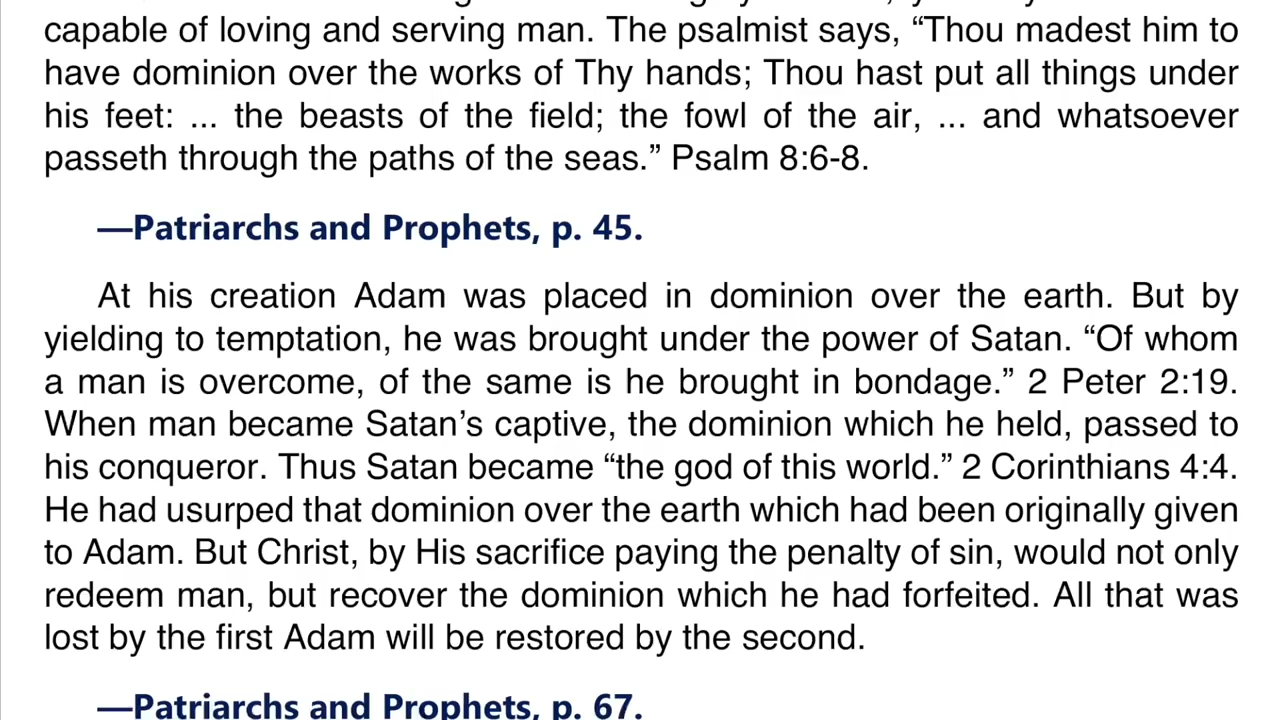 capable of loving and serving man. The psalmist says, “Thou madest him to
have dominion over the works of Thy hands; Thou hast put all things under
his feet: ... the beasts of the field; the fowl of the air, ... and whatsoever
passeth through the paths of the seas.” Psalm 8:6-8.
—Patriarchs and Prophets, p. 45.
At his creation Adam was placed in dominion over the earth. But by
yielding to temptation, he was brought under the power of Satan. “Of whom
a man is overcome, of the same is he brought in bondage.” 2 Peter 2:19.
When man became Satan’s captive, the dominion which he held, passed to
his conqueror. Thus Satan became “the god of this world.” 2 Corinthians 4:4.
He had usurped that dominion over the earth which had been originally given
to Adam. But Christ, by His sacrifice paying the penalty of sin, would not only
redeem man, but recover the dominion which he had forfeited. All that was
lost by the first Adam will be restored by the second.
—Patriarchs and Prophets, p. 67.